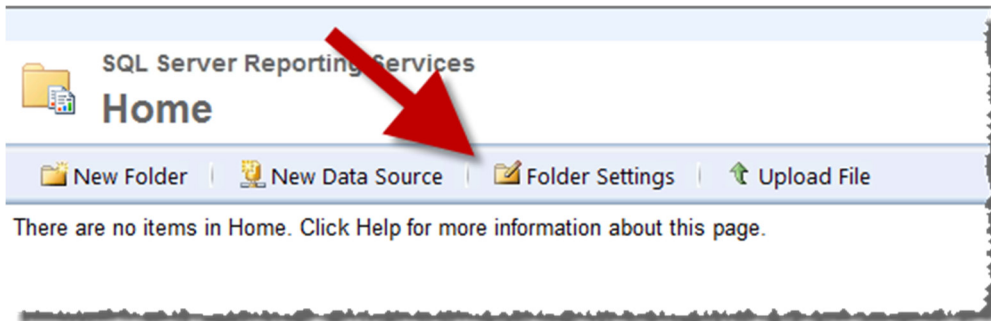 SQL Server Reporting Services
Home
New Folder | New Data Source | Folder Settings | Upload File
There are no items in Home. Click Help for more information about this page.